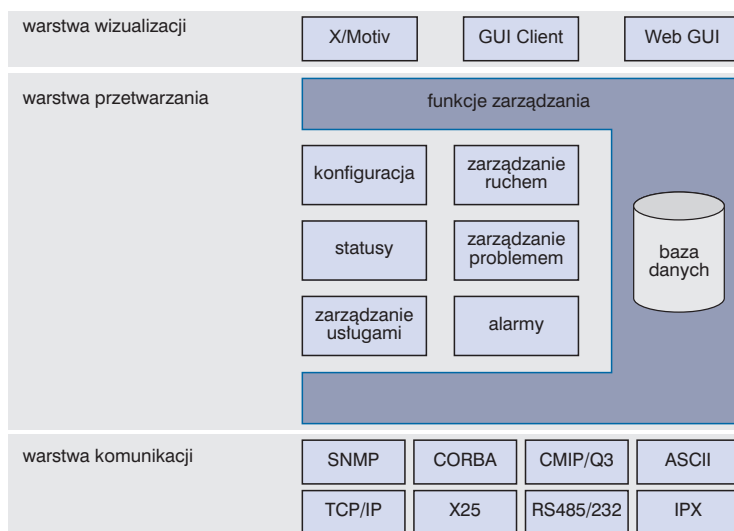 warstwa wizualizacji
X/Motiv
GUI Client
Web GUI
warstwa przetwarzania
funkcje zarządzania
konfiguracja
zarządzanie
ruchem
statusy
zarządzanie
problemem
baza
danych
zarządzanie
usługami
alarmy
warstwa komunikacji
SNMP
CORBA
CMIP/Q3
ASCII
TCP/IP
X25
RS485/232
IPX